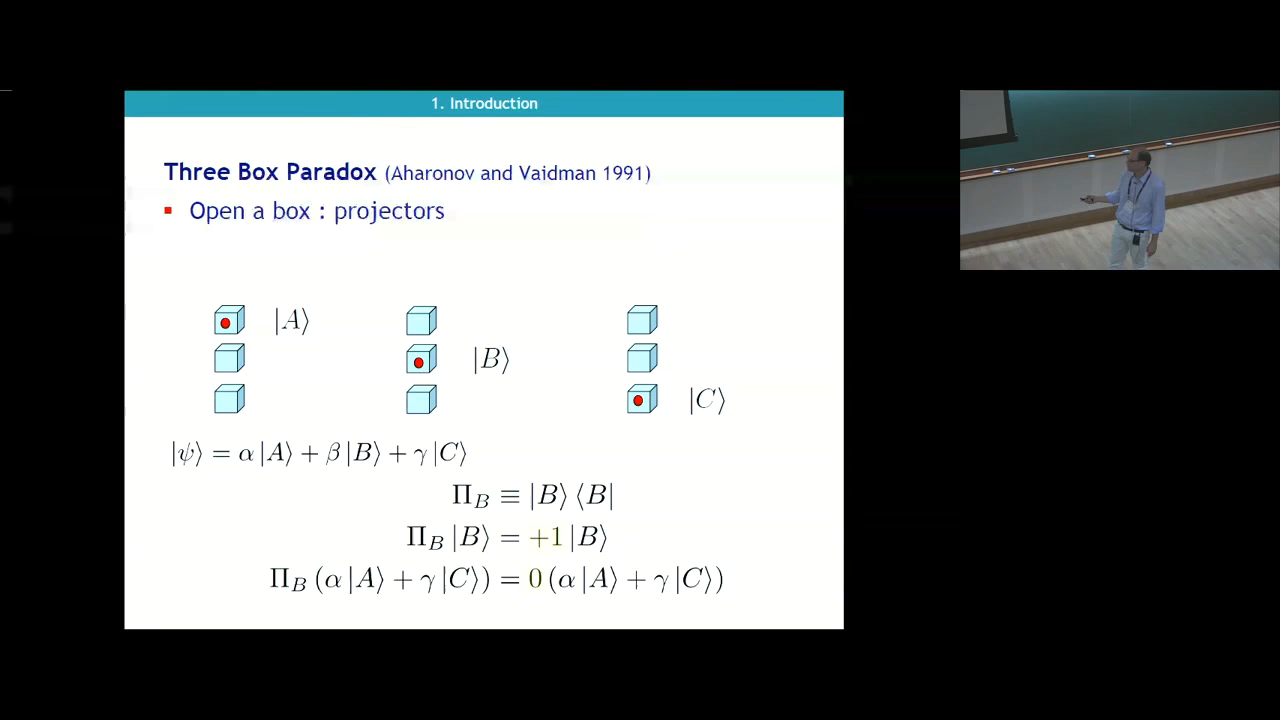 1. Introduction
Three Box Paradox (Aharonov and Vaidman 1991)
Open a box : projectors
|A⟩
|B⟩
|C⟩
|ψ⟩ = α |A⟩ + β |B⟩ + γ |C⟩
Π_B ≡ |B⟩ ⟨B|
Π_B |B⟩ = +1 |B⟩
Π_B (α |A⟩ + γ |C⟩) = 0 (α |A⟩ + γ |C⟩)